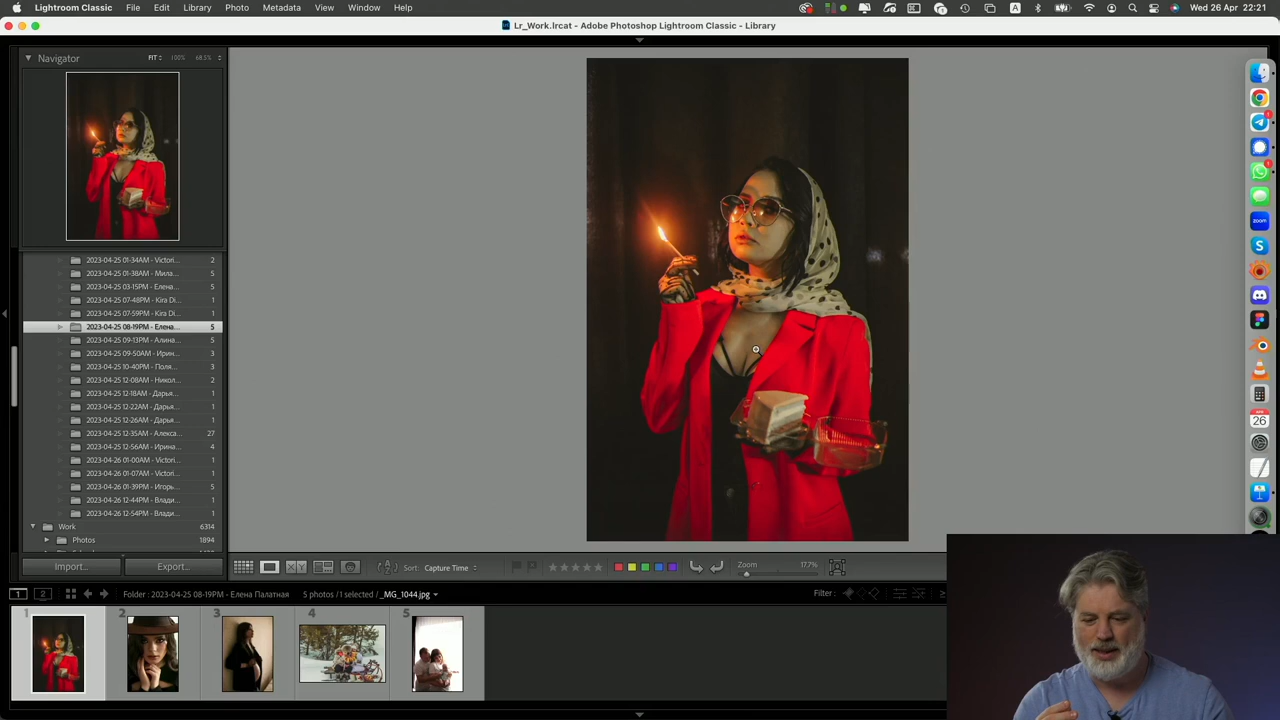 Lightroom Classic File Edit Library Photo Metadata View Window Help A Wed 26 Apr 22:21
Lr_Work.lrcat - Adobe Photoshop Lightroom Classic - Library
Navigator FIT 100% 68.5%
2023-04-25 01-34AM - Victori... 2
2023-04-25 01-38AM - Мила... 5
2023-04-25 03-15PM - Елена... 5
2023-04-25 07-48PM - Kira Di... 1
2023-04-25 07-59PM - Kira Di... 1
2023-04-25 08-19PM - Елена... 5
2023-04-25 09-13PM - Алина... 5
2023-04-25 09-50AM - Ирин... 3
2023-04-25 10-40PM - Поля... 3
2023-04-25 12-08AM - Никол... 2
2023-04-25 12-18AM - Дарья... 1
2023-04-25 12-22AM - Дарья... 1
2023-04-25 12-26AM - Дарья... 1
2023-04-25 12-35AM - Алекса... 27
2023-04-25 12-56AM - Ирина... 4
2023-04-26 01-00AM - Victori... 1
2023-04-26 01-07AM - Victori... 1
2023-04-26 01-39PM - Игорь... 5
2023-04-26 12-44PM - Влади... 1
2023-04-26 12-54PM - Влади... 1
Work 6314
Photos 1894
Import... Export...
Sort: Capture Time
Zoom 17.7%
1 2 Folder : 2023-04-25 08-19PM - Елена Палатная 5 photos / 1 selected / _MG_1044.jpg Filter :
1 2 3 4 5
zoom
APR
26